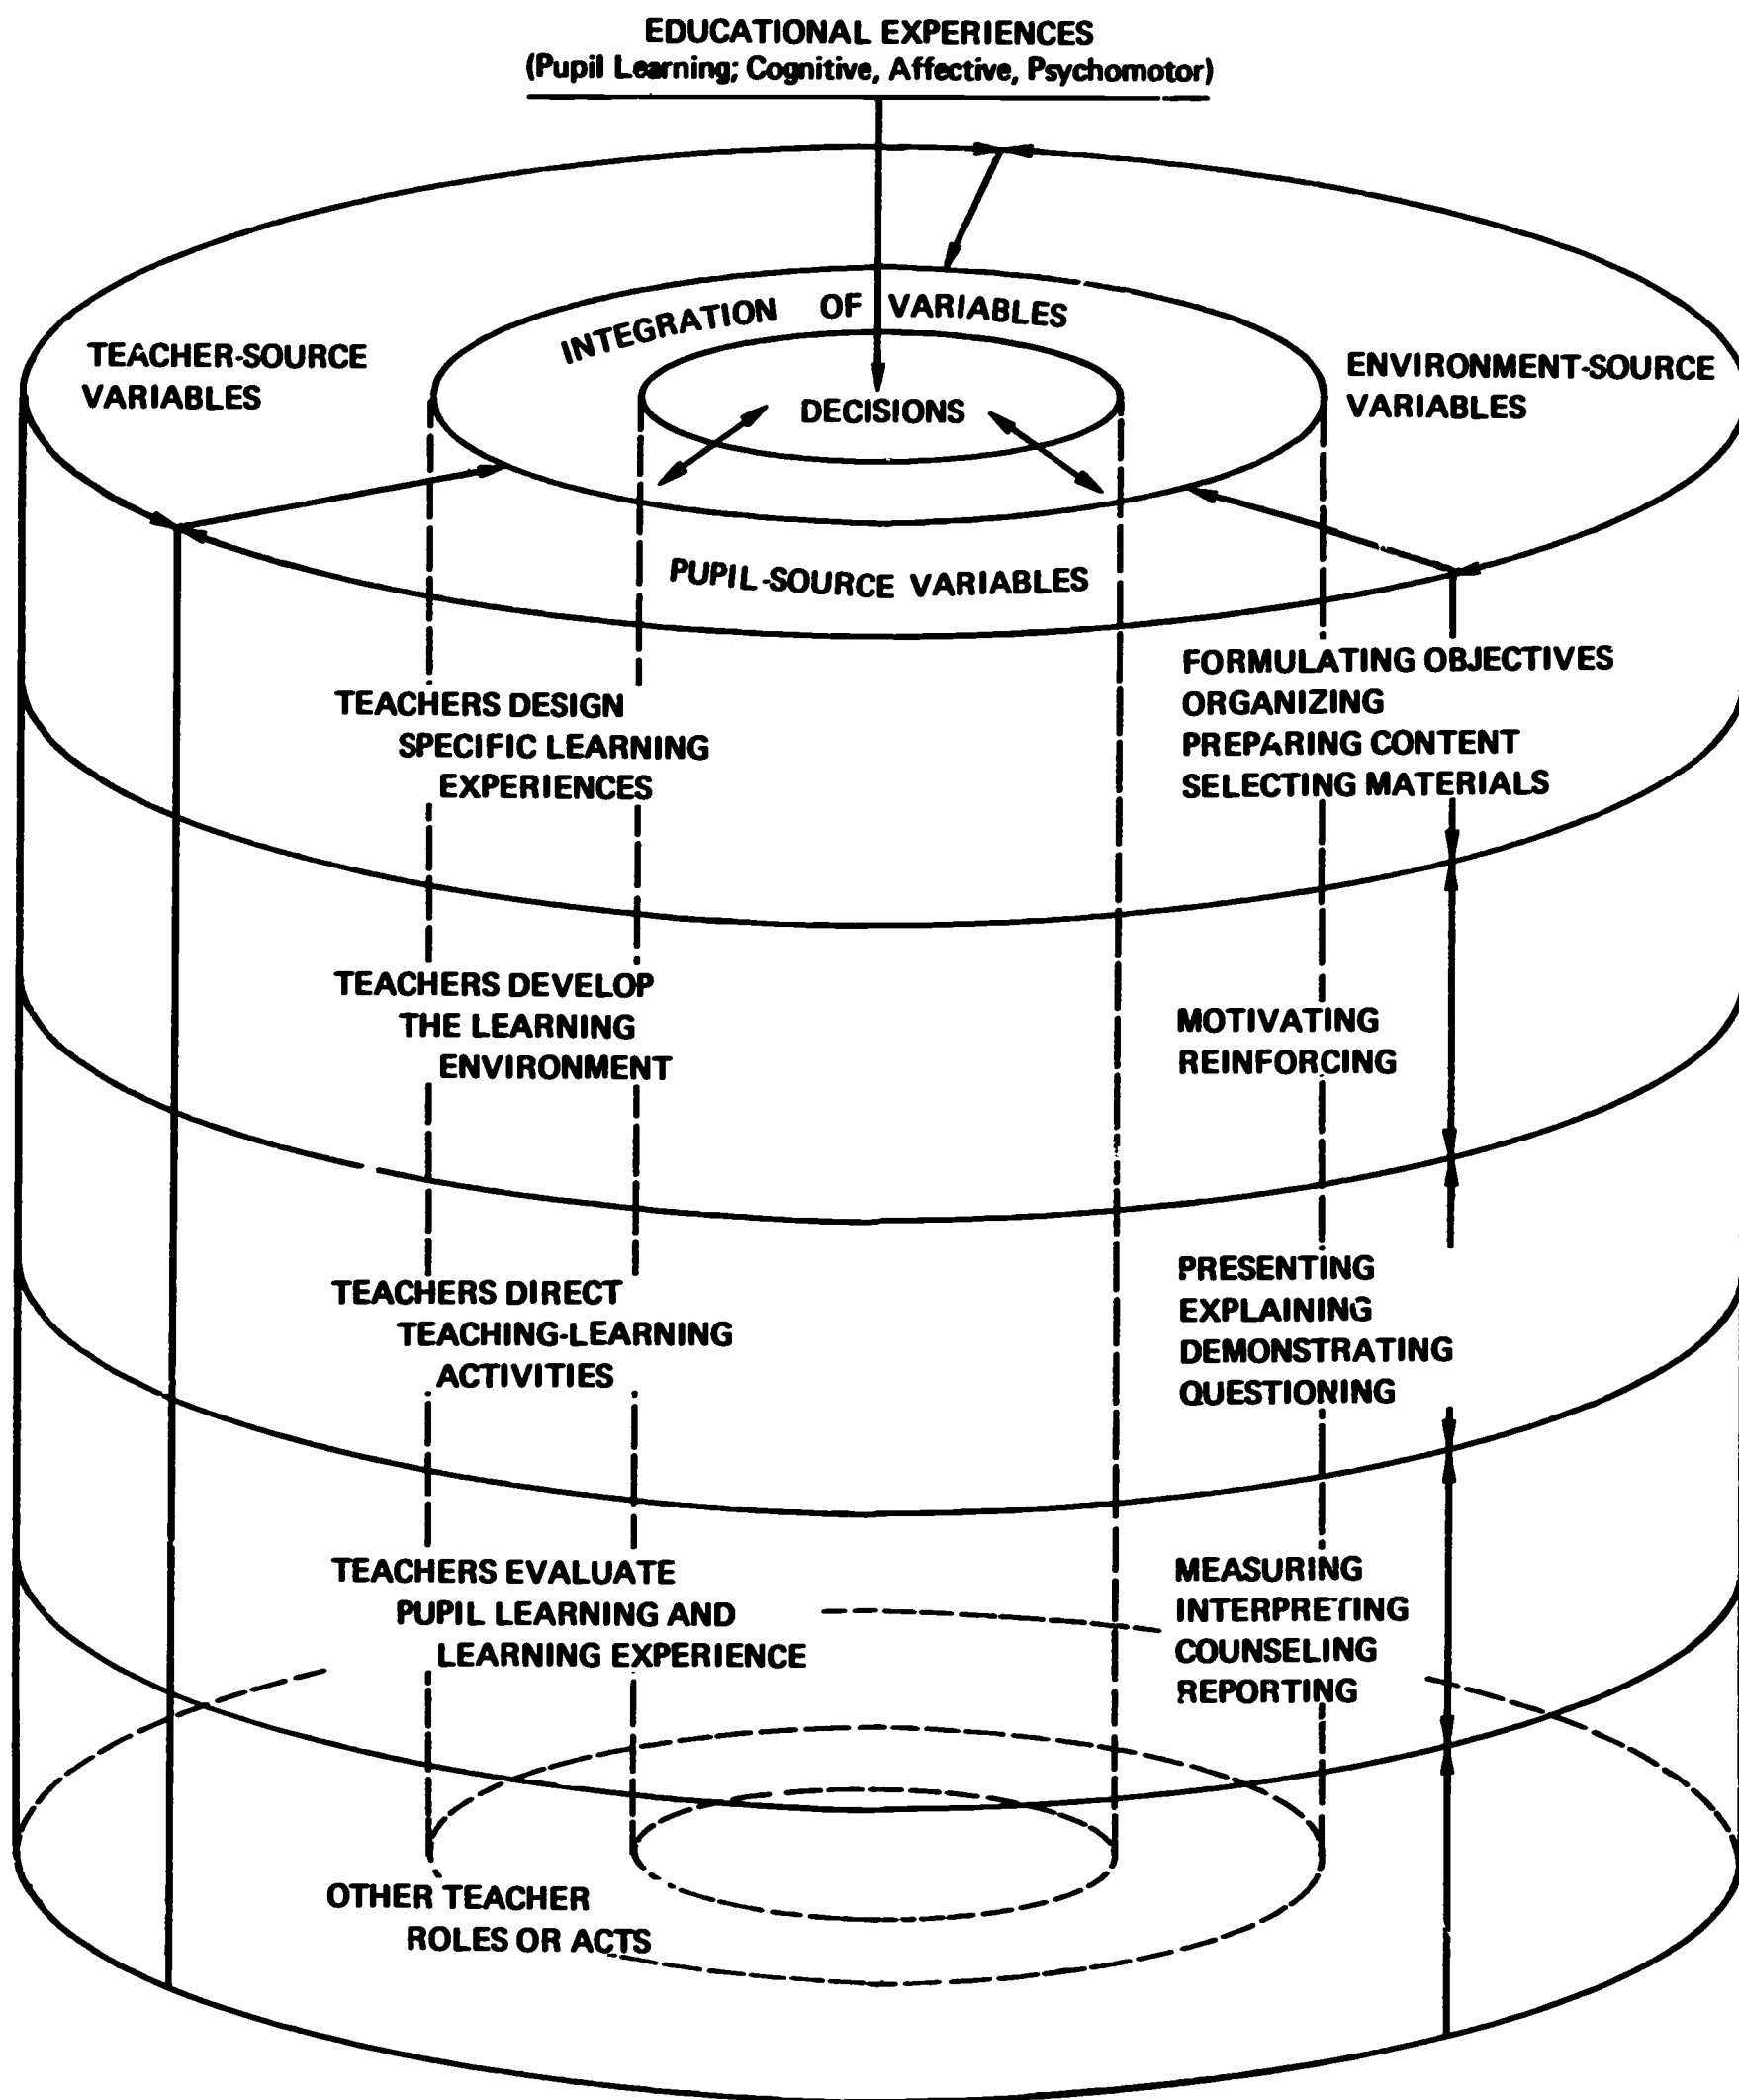 EDUCATIONAL EXPERIENCES
(Pupil Learning; Cognitive, Affective, Psychomotor)
INTEGRATION OF VARIABLES
TEACHER-SOURCE
VARIABLES
ENVIRONMENT-SOURCE
VARIABLES
DECISIONS
PUPIL-SOURCE VARIABLES
TEACHERS DESIGN
SPECIFIC LEARNING
EXPERIENCES
FORMULATING OBJECTIVES
ORGANIZING
PREPARING CONTENT
SELECTING MATERIALS
TEACHERS DEVELOP
THE LEARNING
ENVIRONMENT
MOTIVATING
REINFORCING
TEACHERS DIRECT
TEACHING-LEARNING
ACTIVITIES
PRESENTING
EXPLAINING
DEMONSTRATING
QUESTIONING
TEACHERS EVALUATE
PUPIL LEARNING AND
LEARNING EXPERIENCE
MEASURING
INTERPRETING
COUNSELING
REPORTING
OTHER TEACHER
ROLES OR ACTS